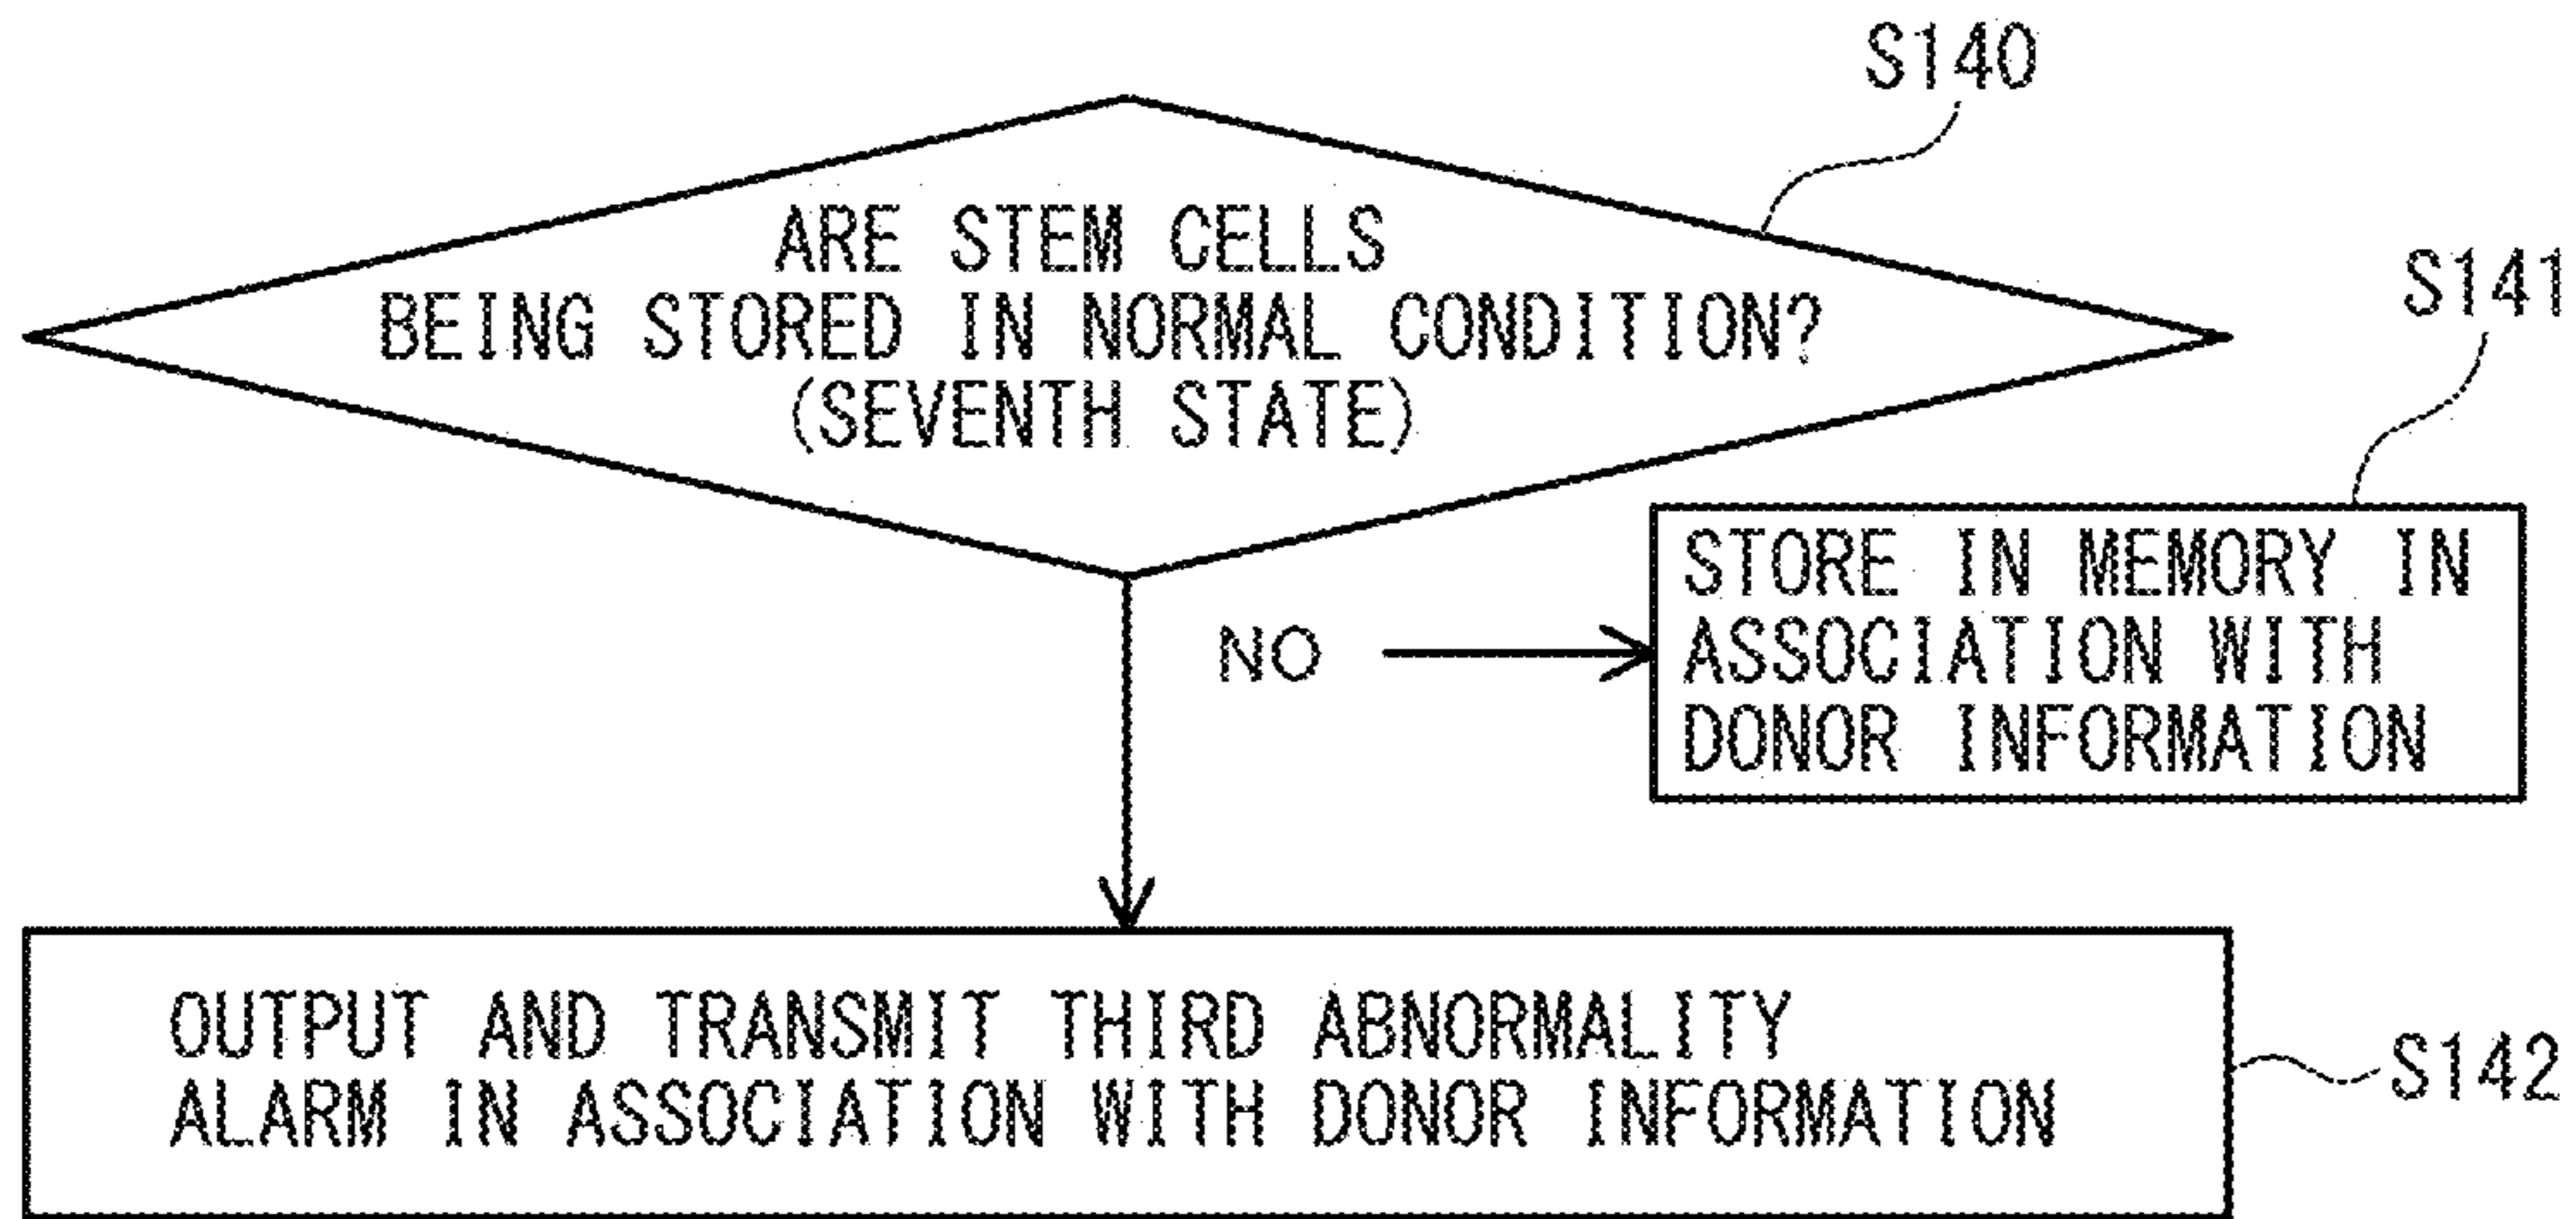 S140
ARE STEM CELLS
BEING STORED IN NORMAL CONDITION?
(SEVENTH STATE)
S141
STORE IN MEMORY IN
ASSOCIATION WITH
DONOR INFORMATION
NO
OUTPUT AND TRANSMIT THIRD ABNORMALITY
ALARM IN ASSOCIATION WITH DONOR INFORMATION
S142